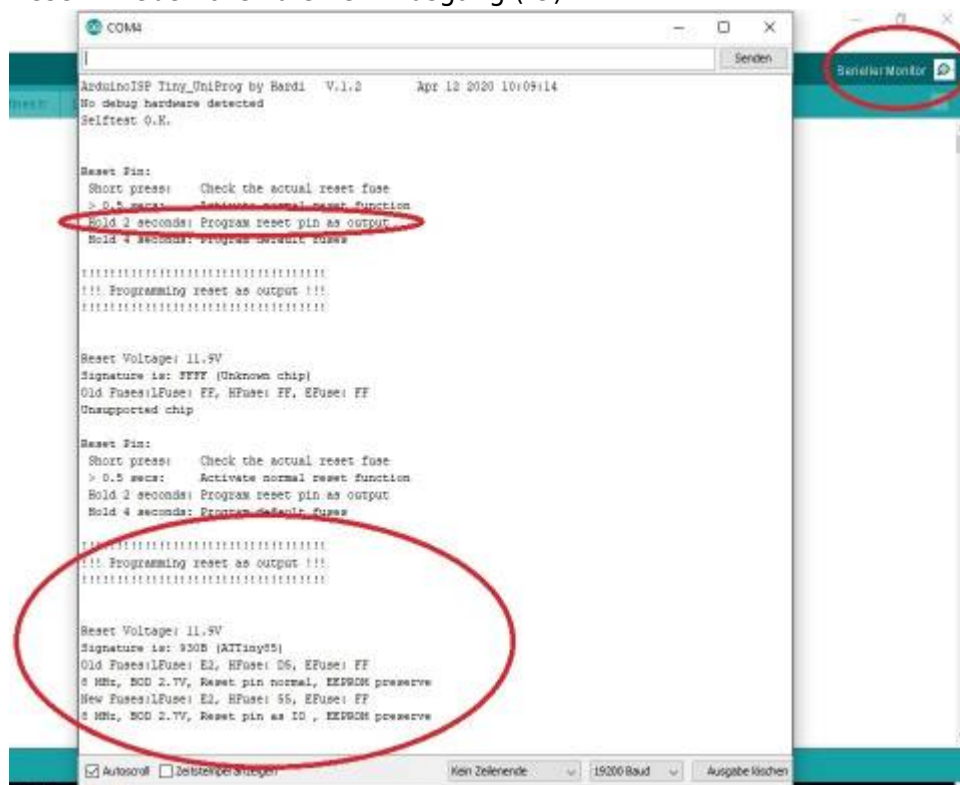 COM4
Senden
Serieller Monitor
ArduinoISP Tiny_UniProg by Hardi V.1.2 Apr 12 2020 10:09:14
No debug hardware detected
Selftest O.K.
Reset Pin:
Short press: Check the actual reset fuse
> 0.5 secs: Activate normal reset function
Hold 2 seconds: Program reset pin as output
Hold 4 seconds: Program default fuses
!!!!!!!!!!!!!!!!!!!!!!!!!!!!!!!!!!!
!!! Programming reset as output !!!
!!!!!!!!!!!!!!!!!!!!!!!!!!!!!!!!!!!
Reset Voltage: 11.9V
Signature is: FFFF (Unknown chip)
Old Fuses:LFuse: FF, HFuse: FF, EFuse: FF
Unsupported chip
Reset Pin:
Short press: Check the actual reset fuse
> 0.5 secs: Activate normal reset function
Hold 2 seconds: Program reset pin as output
Hold 4 seconds: Program default fuses
!!!!!!!!!!!!!!!!!!!!!!!!!!!!!!!!!!!
!!! Programming reset as output !!!
!!!!!!!!!!!!!!!!!!!!!!!!!!!!!!!!!!!
Reset Voltage: 11.9V
Signature is: 930B (ATTiny85)
Old Fuses:LFuse: E2, HFuse: D5, EFuse: FF
8 MHz, BOD 2.7V, Reset pin normal, EEPROM preserve
New Fuses:LFuse: E2, HFuse: 55, EFuse: FF
8 MHz, BOD 2.7V, Reset pin as IO , EEPROM preserve
Autoscroll Zeitstempel anzeigen Kein Zeilenende 19200 Baud Ausgabe löschen